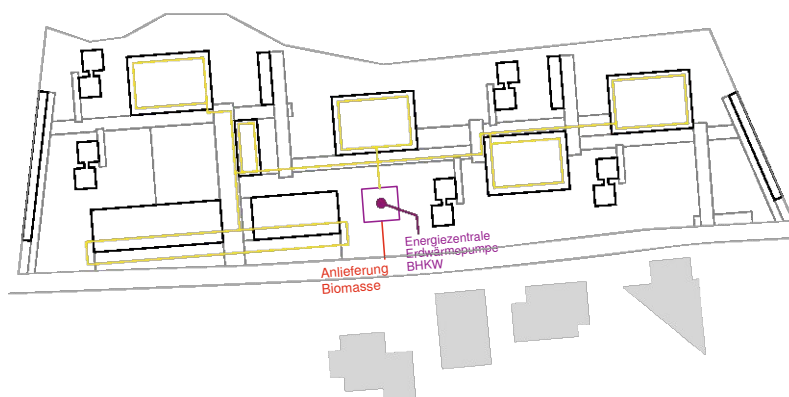 Energiezentrale
Erdwärmepumpe
BHKW
Anlieferung
Biomasse